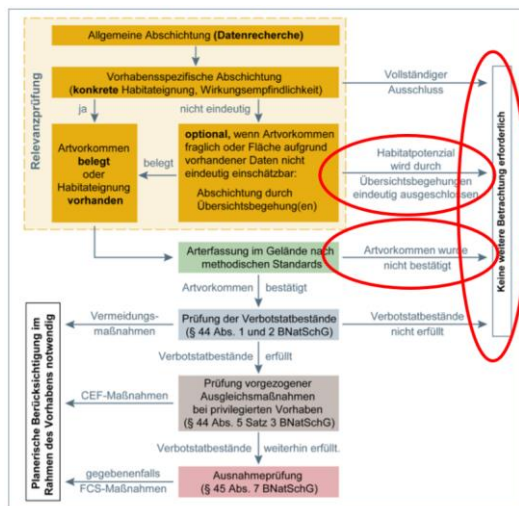 Allgemeine Abschichtung (Datenrecherche)
Relevanzprüfung
Vorhabensspezifische Abschichtung
(konkrete Habitateignung, Wirkungsempfindlichkeit)
Vollständiger
Ausschluss
ja
nicht eindeutig
Artvorkommen
belegt
oder
Habitateignung
vorhanden
belegt
optional, wenn Artvorkommen
fraglich oder Fläche aufgrund
vorhandener Daten nicht
eindeutig einschätzbar:
Abschichtung durch
Übersichtsbegehung(en)
Habitatpotenzial
wird durch
Übersichtsbegehungen
eindeutig ausgeschlossen
Keine weitere Betrachtung erforderlich
Arterfassung im Gelände nach
methodischen Standards
Artvorkommen wurde
nicht bestätigt
Artvorkommen bestätigt
Planerische Berücksichtigung im
Rahmen des Vorhabens notwendig
Vermeidungs-
maßnahmen
Prüfung der Verbotstatbestände
(§ 44 Abs. 1 und 2 BNatSchG)
Verbotstatbestände
nicht erfüllt
Verbotstatbestände erfüllt
CEF-Maßnahmen
Prüfung vorgezogener
Ausgleichsmaßnahmen
bei privilegierten Vorhaben
(§ 44 Abs. 5 Satz 3 BNatSchG)
Verbotstatbestände weiterhin erfüllt.
gegebenenfalls
FCS-Maßnahmen
Ausnahmeprüfung
(§ 45 Abs. 7 BNatSchG)